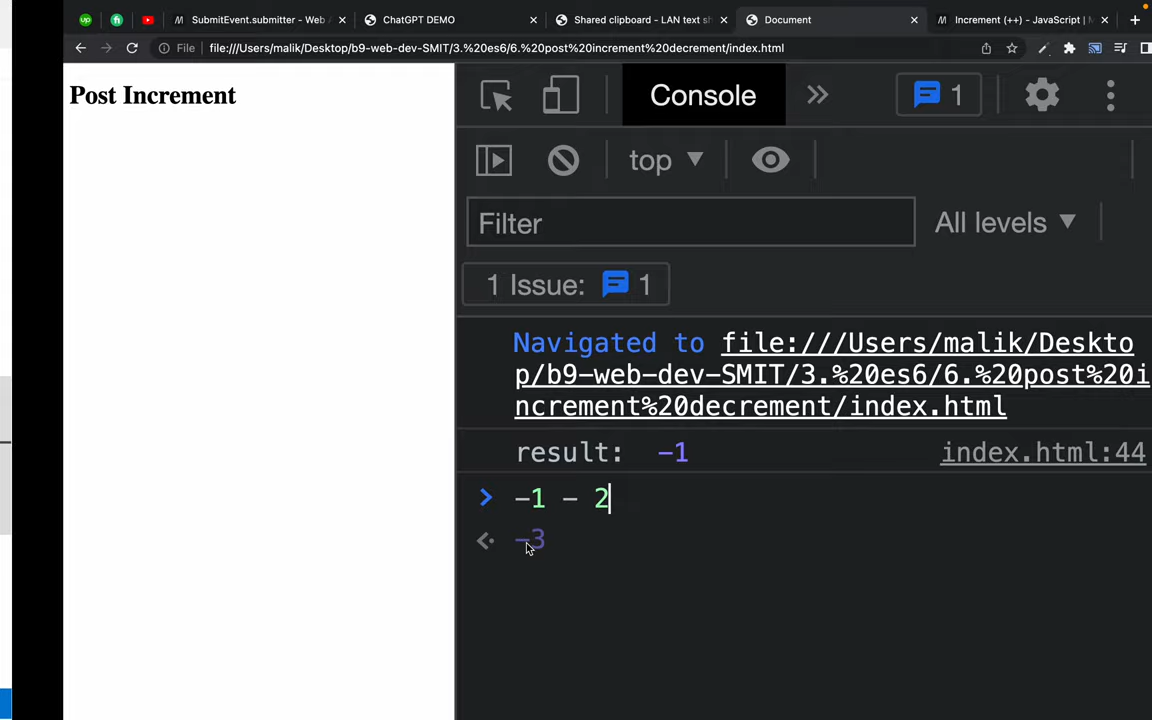 SubmitEvent.submitter - Web A
ChatGPT DEMO
Shared clipboard - LAN text sh
Document
Increment (++) - JavaScript | M
File
file:///Users/malik/Desktop/b9-web-dev-SMIT/3.%20es6/6.%20post%20increment%20decrement/index.html
Post Increment
Console
1
top
Filter
All levels
1 Issue: 1
Navigated to file:///Users/malik/Deskto
p/b9-web-dev-SMIT/3.%20es6/6.%20post%20i
ncrement%20decrement/index.html
result: -1 index.html:44
> -1 - 2
-3